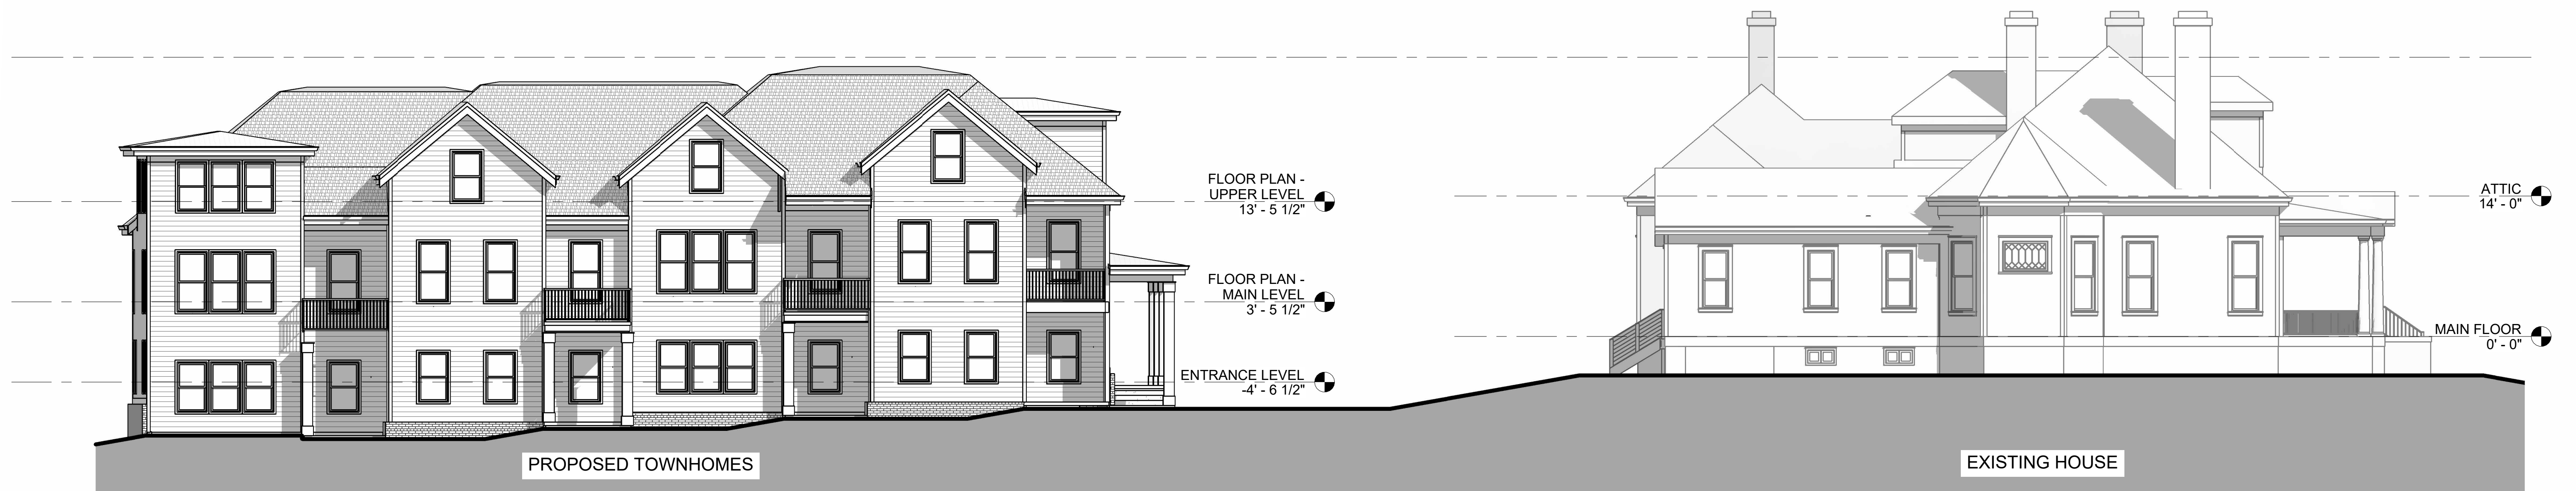 FLOOR PLAN -
UPPER LEVEL
13' - 5 1/2"
FLOOR PLAN -
MAIN LEVEL
3' - 5 1/2"
ENTRANCE LEVEL
-4' - 6 1/2"
PROPOSED TOWNHOMES
ATTIC
14' - 0"
MAIN FLOOR
0' - 0"
EXISTING HOUSE